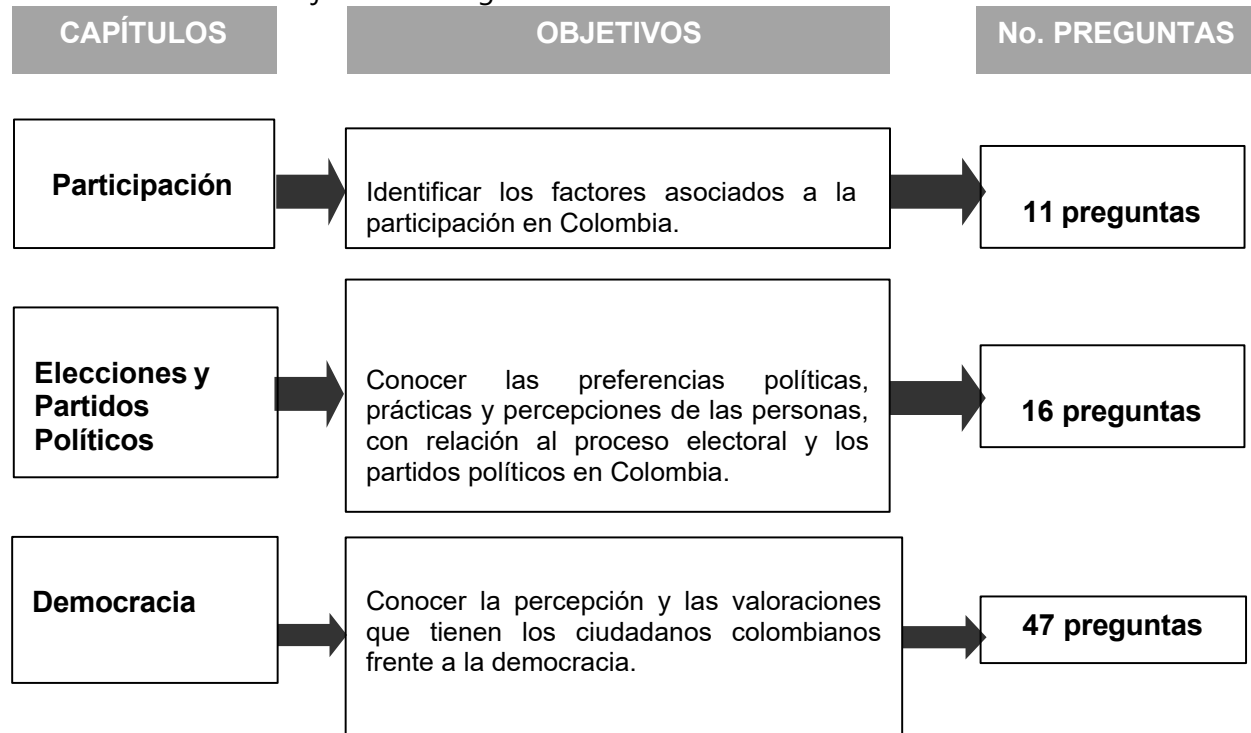 CAPÍTULOS
OBJETIVOS
No. PREGUNTAS
Participación
Identificar los factores asociados a la
participación en Colombia.
11 preguntas
Elecciones y
Partidos
Políticos
Conocer las preferencias políticas,
prácticas y percepciones de las personas,
con relación al proceso electoral y los
partidos políticos en Colombia.
16 preguntas
Democracia
Conocer la percepción y las valoraciones
que tienen los ciudadanos colombianos
frente a la democracia.
47 preguntas